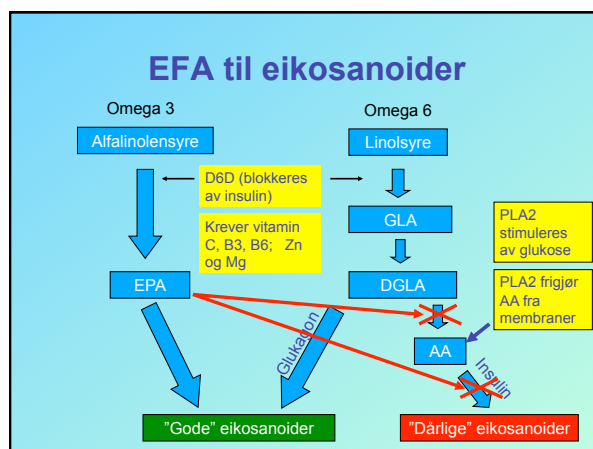 EFA til eikosanoider
Omega 3
Omega 6
Alfalinolensyre
Linolsyre
D6D (blokkeres
av insulin)
Krever vitamin
C, B3, B6; Zn
og Mg
GLA
PLA2
stimuleres
av glukose
EPA
DGLA
PLA2 frigjør
AA fra
membraner
Glukagon
AA
Insulin
"Gode" eikosanoider
"Dårlige" eikosanoider